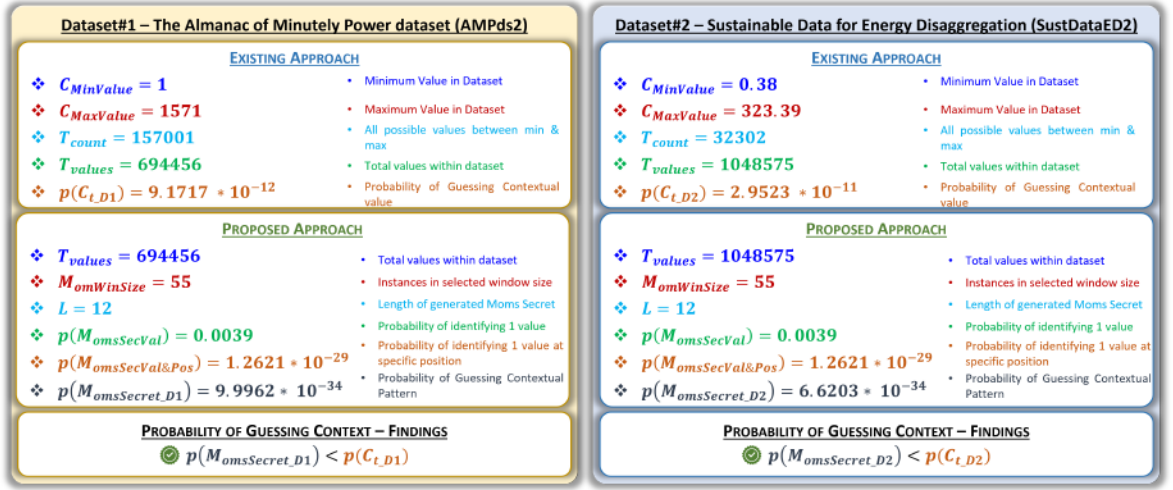 Dataset#1 – The Almanac of Minutely Power dataset (AMPds2)
EXISTING APPROACH
❖ C_MinValue = 1
• Minimum Value in Dataset
❖ C_MaxValue = 1571
• Maximum Value in Dataset
❖ T_count = 157001
• All possible values between min &
max
❖ T_values = 694456
• Total values within dataset
❖ p(C_t_D1) = 9.1717 * 10^-12
• Probability of Guessing Contextual
value
PROPOSED APPROACH
❖ T_values = 694456
• Total values within dataset
❖ M_omWinSize = 55
• Instances in selected window size
❖ L = 12
• Length of generated Moms Secret
❖ p(M_omsSecVal) = 0.0039
• Probability of identifying 1 value
❖ p(M_omsSecVal&Pos) = 1.2621 * 10^-29
• Probability of identifying 1 value at
specific position
❖ p(M_omsSecret_D1) = 9.9962 * 10^-34
• Probability of Guessing Contextual
Pattern
PROBABILITY OF GUESSING CONTEXT – FINDINGS
p(M_omsSecret_D1) < p(C_t_D1)
Dataset#2 – Sustainable Data for Energy Disaggregation (SustDataED2)
EXISTING APPROACH
❖ C_MinValue = 0.38
• Minimum Value in Dataset
❖ C_MaxValue = 323.39
• Maximum Value in Dataset
❖ T_count = 32302
• All possible values between min &
max
❖ T_values = 1048575
• Total values within dataset
❖ p(C_t_D2) = 2.9523 * 10^-11
• Probability of Guessing Contextual
value
PROPOSED APPROACH
❖ T_values = 1048575
• Total values within dataset
❖ M_omWinSize = 55
• Instances in selected window size
❖ L = 12
• Length of generated Moms Secret
❖ p(M_omsSecVal) = 0.0039
• Probability of identifying 1 value
❖ p(M_omsSecVal&Pos) = 1.2621 * 10^-29
• Probability of identifying 1 value at
specific position
❖ p(M_omsSecret_D2) = 6.6203 * 10^-34
• Probability of Guessing Contextual
Pattern
PROBABILITY OF GUESSING CONTEXT – FINDINGS
p(M_omsSecret_D2) < p(C_t_D2)